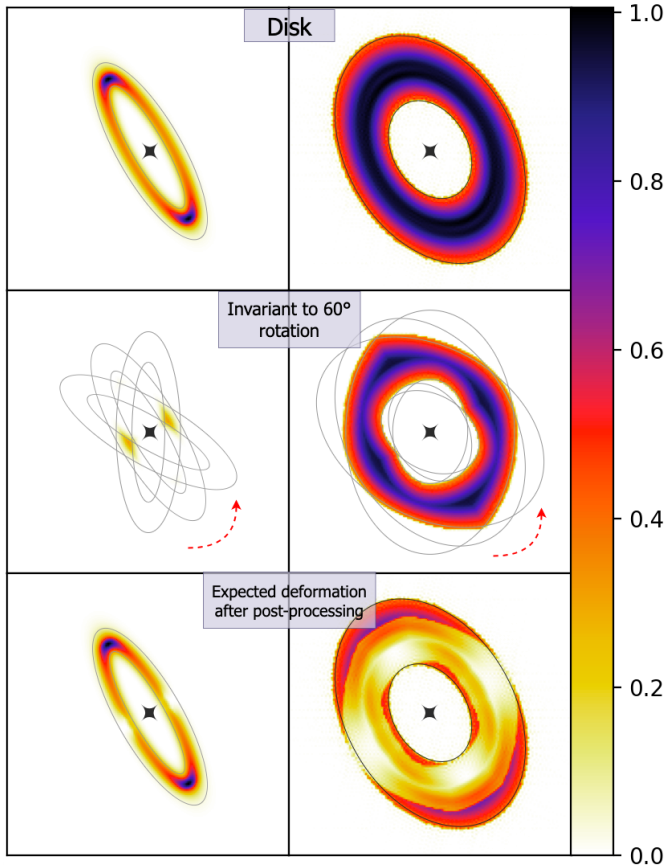 Disk
Invariant to 60°
rotation
Expected deformation
after post-processing
1.0
0.8
0.6
0.4
0.2
0.0